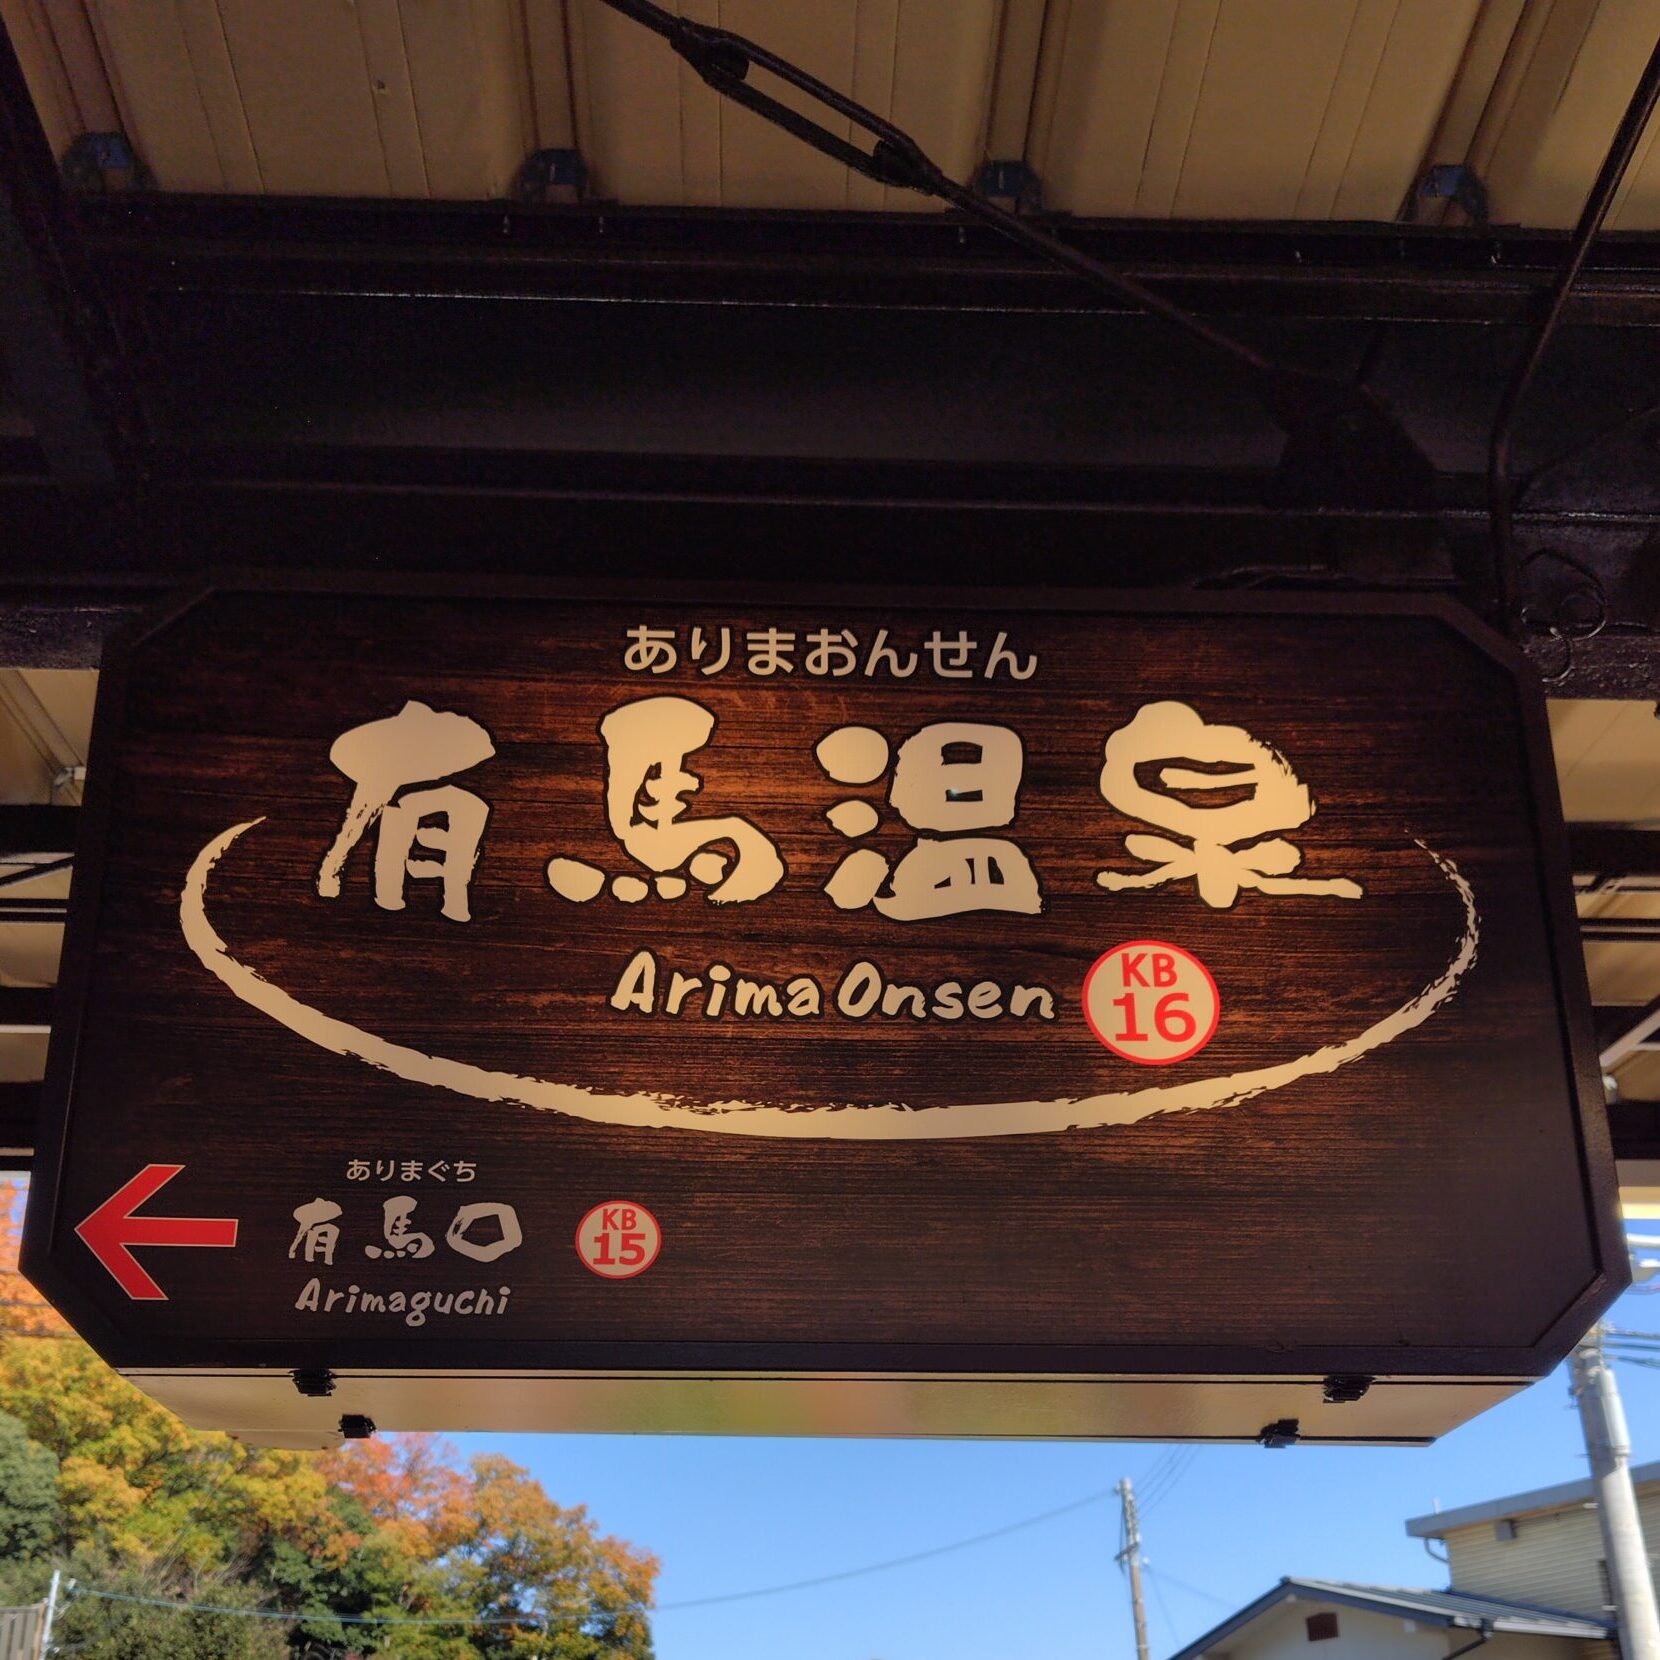 ありまおんせん
有馬温泉
Arima Onsen
KB
16
ありまぐち
有馬口
Arimaguchi
KB
15